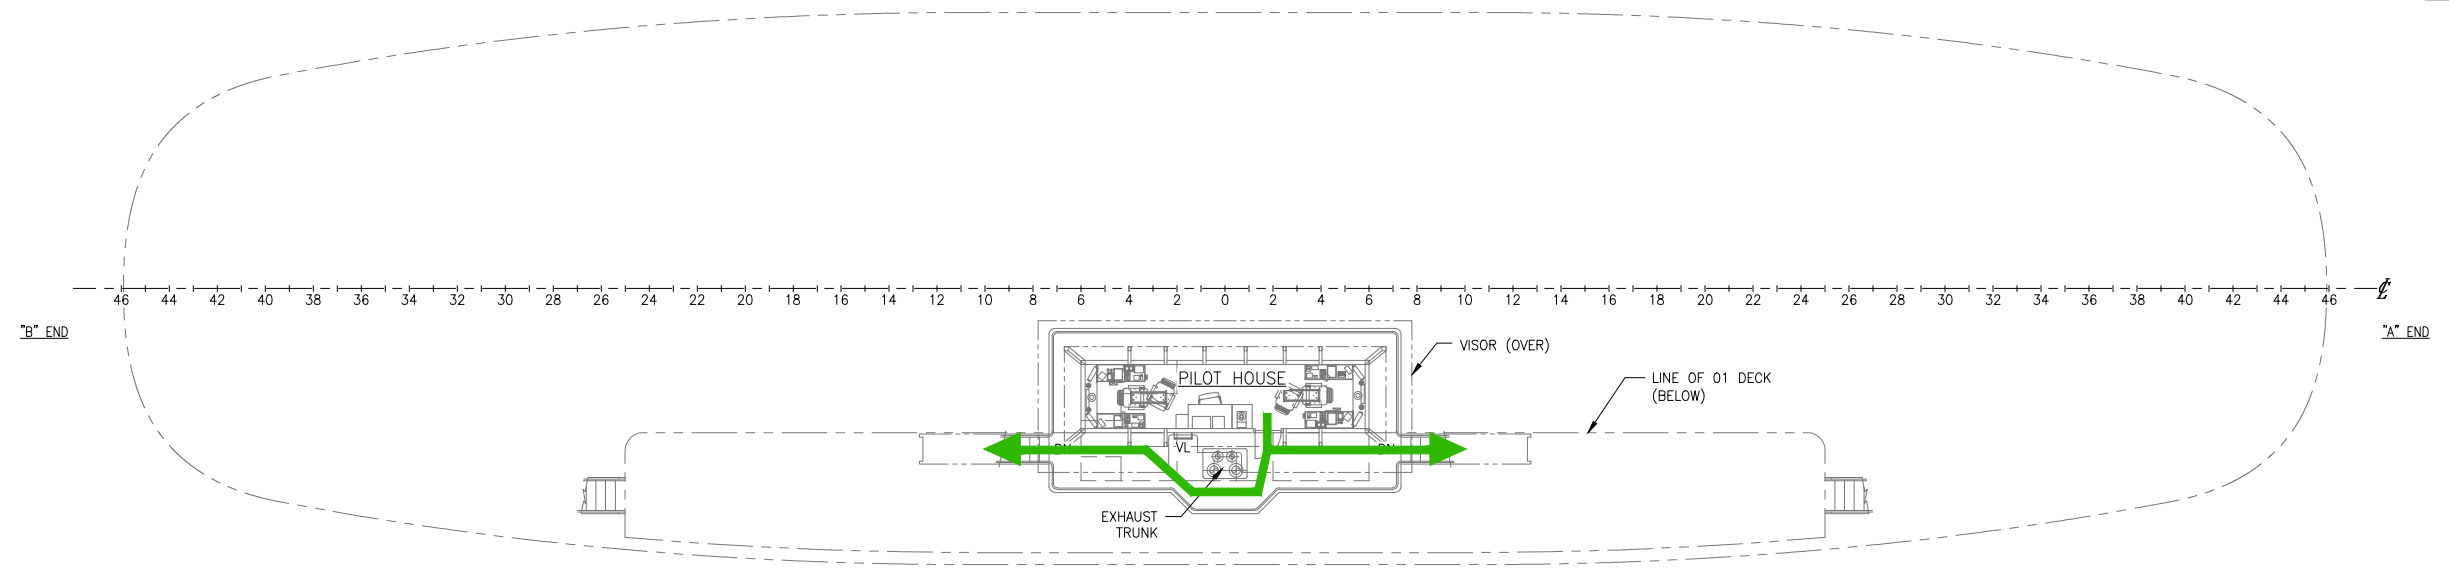 46 44 42 40 38 36 34 32 30 28 26 24 22 20 18 16 14 12 10 8 6 4 2 0 2 4 6 8 10 12 14 16 18 20 22 24 26 28 30 32 34 36 38 40 42 44 46
"B" END
"A" END
VISOR (OVER)
PILOT HOUSE
LINE OF 01 DECK
(BELOW)
DN
VL
DN
EXHAUST
TRUNK